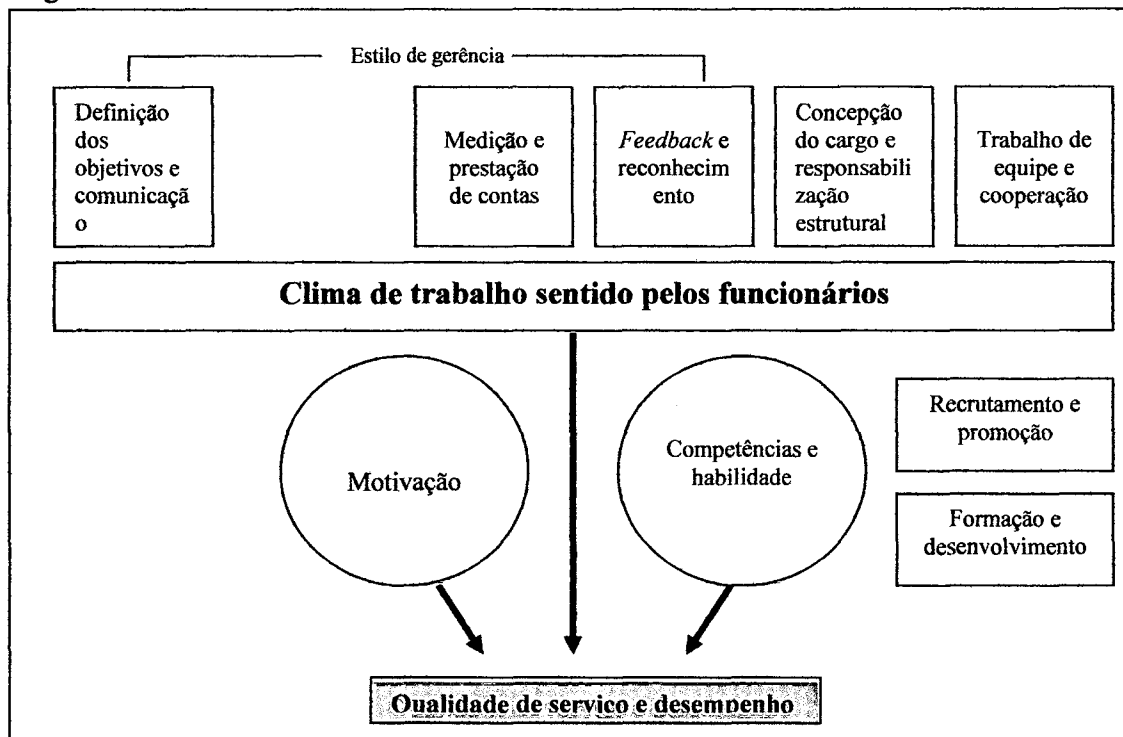 Estilo de gerência
Definição
dos
objetivos e
comunicaçã
o
Medição e
prestação
de contas
Feedback e
reconhecim
ento
Concepção
do cargo e
responsabili
zação
estrutural
Trabalho de
equipe e
cooperação
Clima de trabalho sentido pelos funcionários
Motivação
Competências e
habilidade
Recrutamento e
promoção
Formação e
desenvolvimento
Qualidade de serviço e desempenho